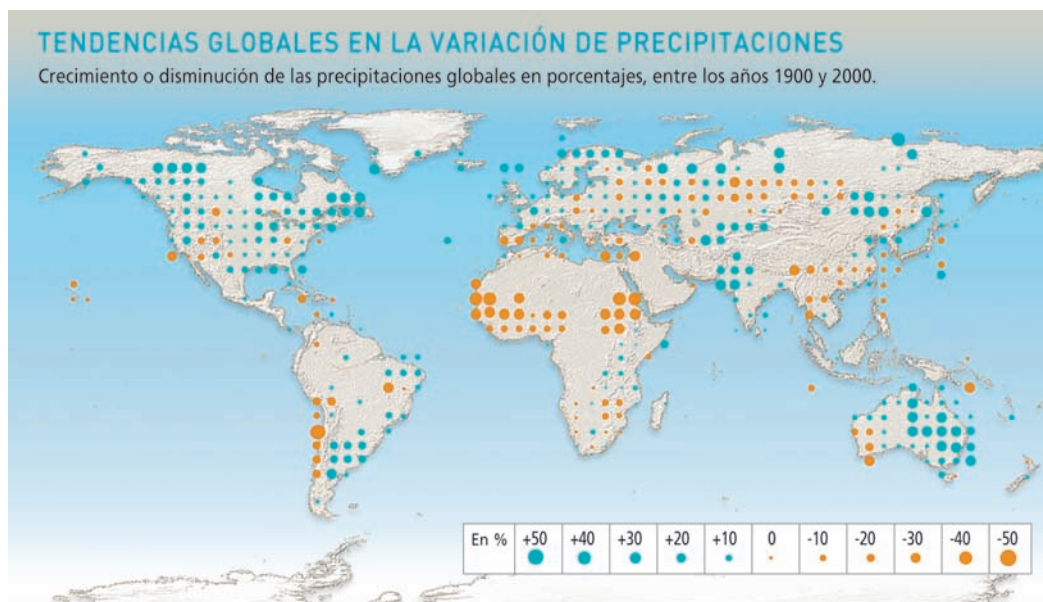 TENDENCIAS GLOBALES EN LA VARIACIÓN DE PRECIPITACIONES
Crecimiento o disminución de las precipitaciones globales en porcentajes, entre los años 1900 y 2000.
En % +50 +40 +30 +20 +10 0 -10 -20 -30 -40 -50